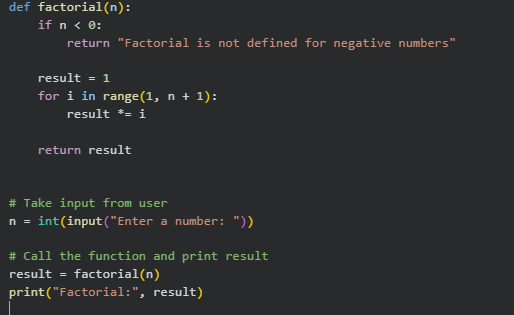 def factorial(n):
    if n < 0:
        return "Factorial is not defined for negative numbers"

    result = 1
    for i in range(1, n + 1):
        result *= i

    return result


# Take input from user
n = int(input("Enter a number: "))

# Call the function and print result
result = factorial(n)
print("Factorial:", result)